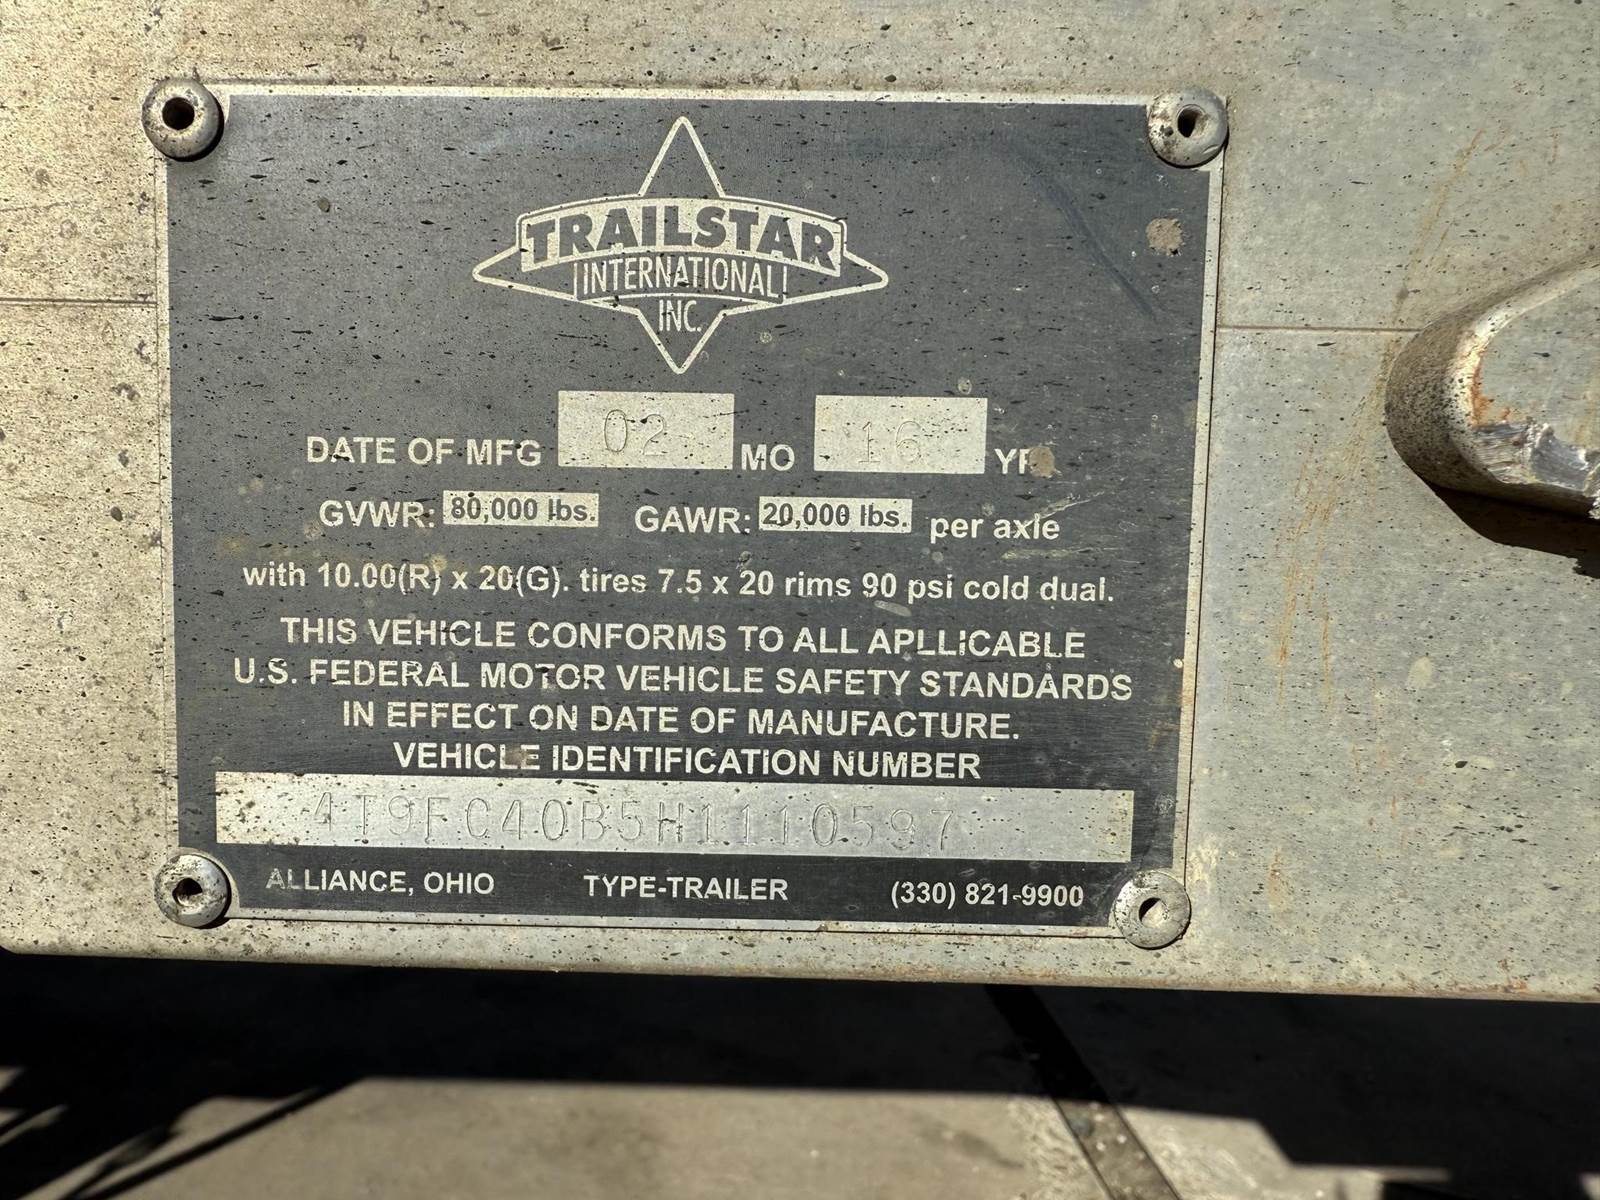 TRAILSTAR
INTERNATIONAL
INC.
DATE OF MFG 02 MO 16 YR
GVWR: 80,000 lbs. GAWR: 20,000 lbs. per axle
with 10.00(R) x 20(G). tires 7.5 x 20 rims 90 psi cold dual.
THIS VEHICLE CONFORMS TO ALL APLLICABLE
U.S. FEDERAL MOTOR VEHICLE SAFETY STANDARDS
IN EFFECT ON DATE OF MANUFACTURE.
VEHICLE IDENTIFICATION NUMBER
4T9FC40B5H1110597
ALLIANCE, OHIO TYPE-TRAILER (330) 821-9900